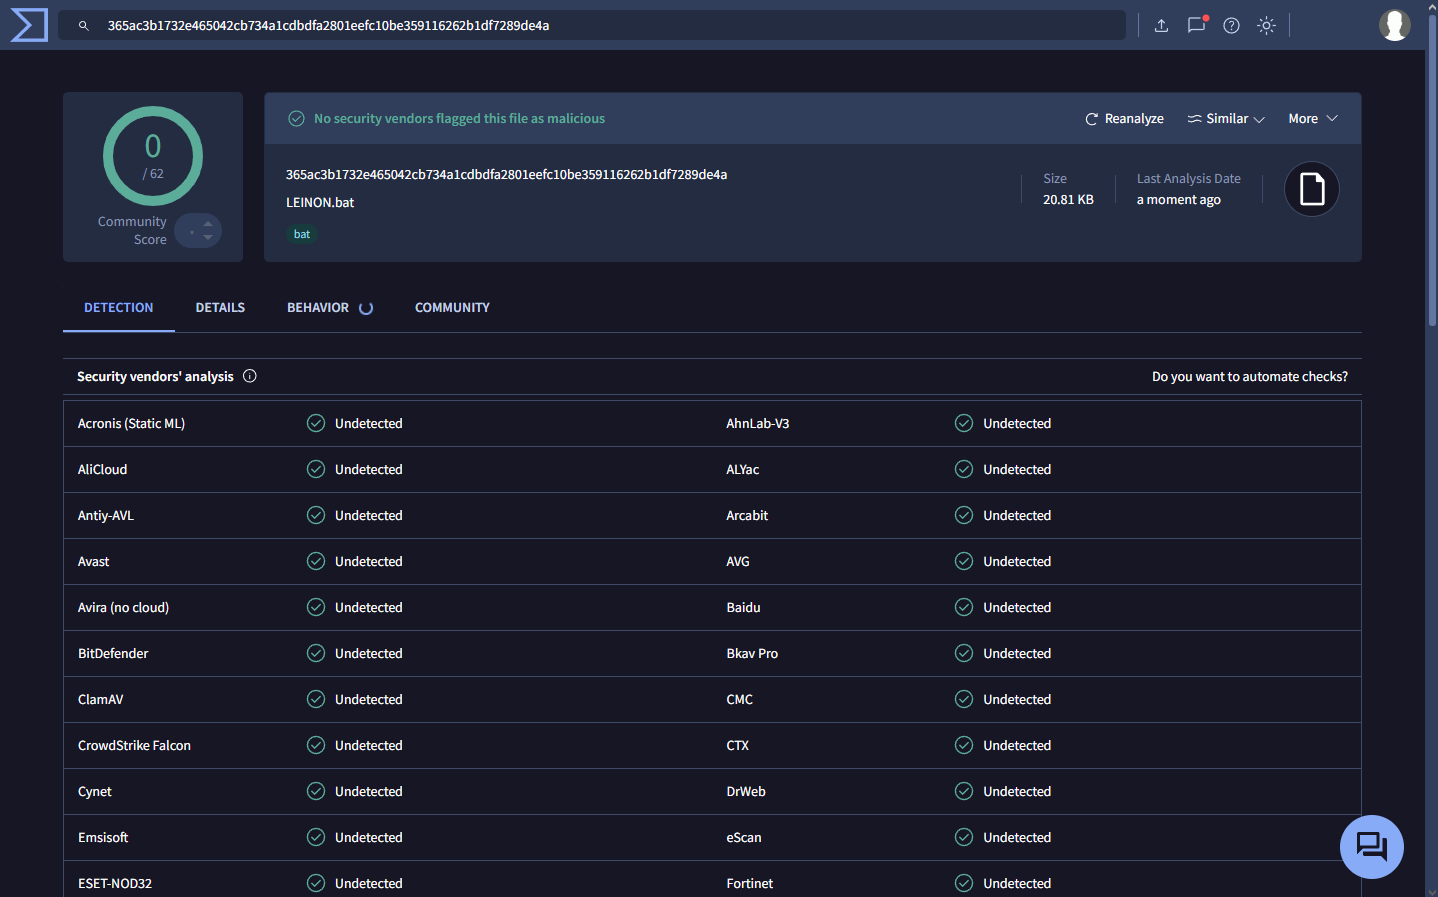 365ac3b1732e465042cb734a1cdbdfa2801eefc10be359116262b1df7289de4a
0
/ 62
Community
Score
No security vendors flagged this file as malicious
Reanalyze
Similar
More
365ac3b1732e465042cb734a1cdbdfa2801eefc10be359116262b1df7289de4a
LEINON.bat
bat
Size
20.81 KB
Last Analysis Date
a moment ago
DETECTION
DETAILS
BEHAVIOR
COMMUNITY
Security vendors' analysis
Do you want to automate checks?
Acronis (Static ML) Undetected AhnLab-V3 Undetected
AliCloud Undetected ALYac Undetected
Antiy-AVL Undetected Arcabit Undetected
Avast Undetected AVG Undetected
Avira (no cloud) Undetected Baidu Undetected
BitDefender Undetected Bkav Pro Undetected
ClamAV Undetected CMC Undetected
CrowdStrike Falcon Undetected CTX Undetected
Cynet Undetected DrWeb Undetected
Emsisoft Undetected eScan Undetected
ESET-NOD32 Undetected Fortinet Undetected